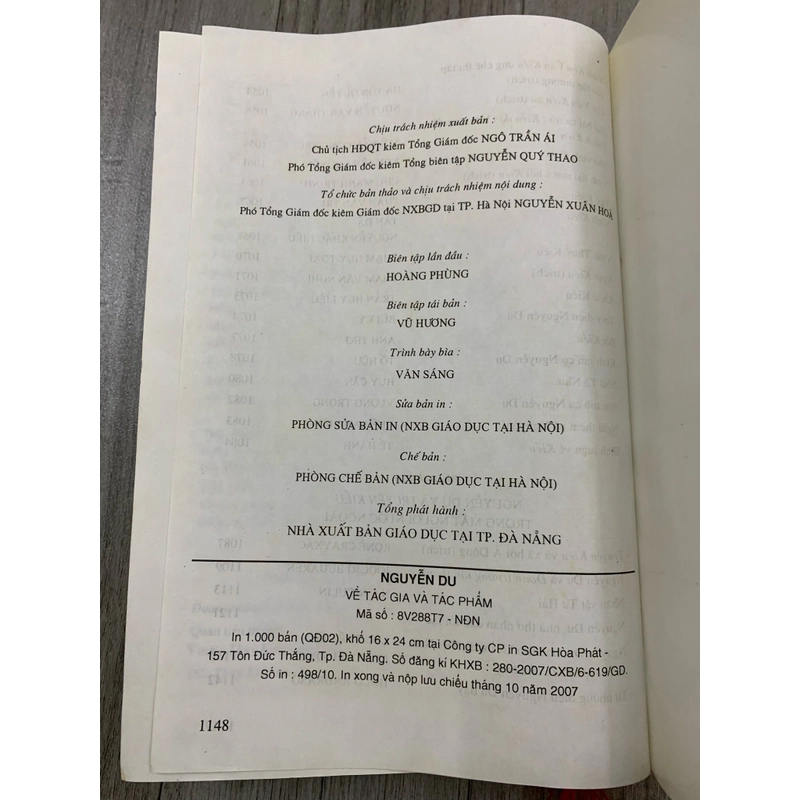 Chịu trách nhiệm xuất bản :
Chủ tịch HĐQT kiêm Tổng Giám đốc NGÔ TRẦN ÁI
Phó Tổng Giám đốc kiêm Tổng biên tập NGUYỄN QUÝ THAO
Tổ chức bản thảo và chịu trách nhiệm nội dung :
Phó Tổng Giám đốc kiêm Giám đốc NXBGD tại TP. Hà Nội NGUYỄN XUÂN HOÀ
Biên tập lần đầu :
HOÀNG PHÙNG
Biên tập tái bản :
VŨ HƯƠNG
Trình bày bìa :
VĂN SÁNG
Sửa bản in :
PHÒNG SỬA BẢN IN (NXB GIÁO DỤC TẠI HÀ NỘI)
Chế bản :
PHÒNG CHẾ BẢN (NXB GIÁO DỤC TẠI HÀ NỘI)
Tổng phát hành :
NHÀ XUẤT BẢN GIÁO DỤC TẠI TP. ĐÀ NẴNG
NGUYỄN DU
VỀ TÁC GIA VÀ TÁC PHẨM
Mã số : 8V288T7 - NĐN
In 1.000 bản (QĐ02), khổ 16 x 24 cm tại Công ty CP in SGK Hòa Phát -
157 Tôn Đức Thắng, Tp. Đà Nẵng. Số đăng kí KHXB : 280-2007/CXB/6-619/GD.
Số in : 498/10. In xong và nộp lưu chiểu tháng 10 năm 2007
1148